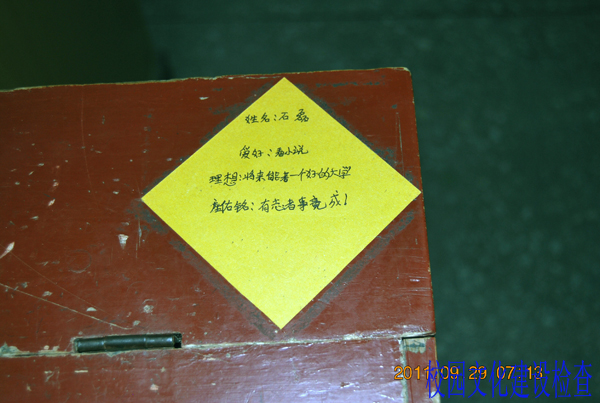 姓名:石磊
爱好:看小说
理想:将来能考一个好的大学
座佑铭:有志者事竟成!
2011 09 29 07:13
校园文化建设检查